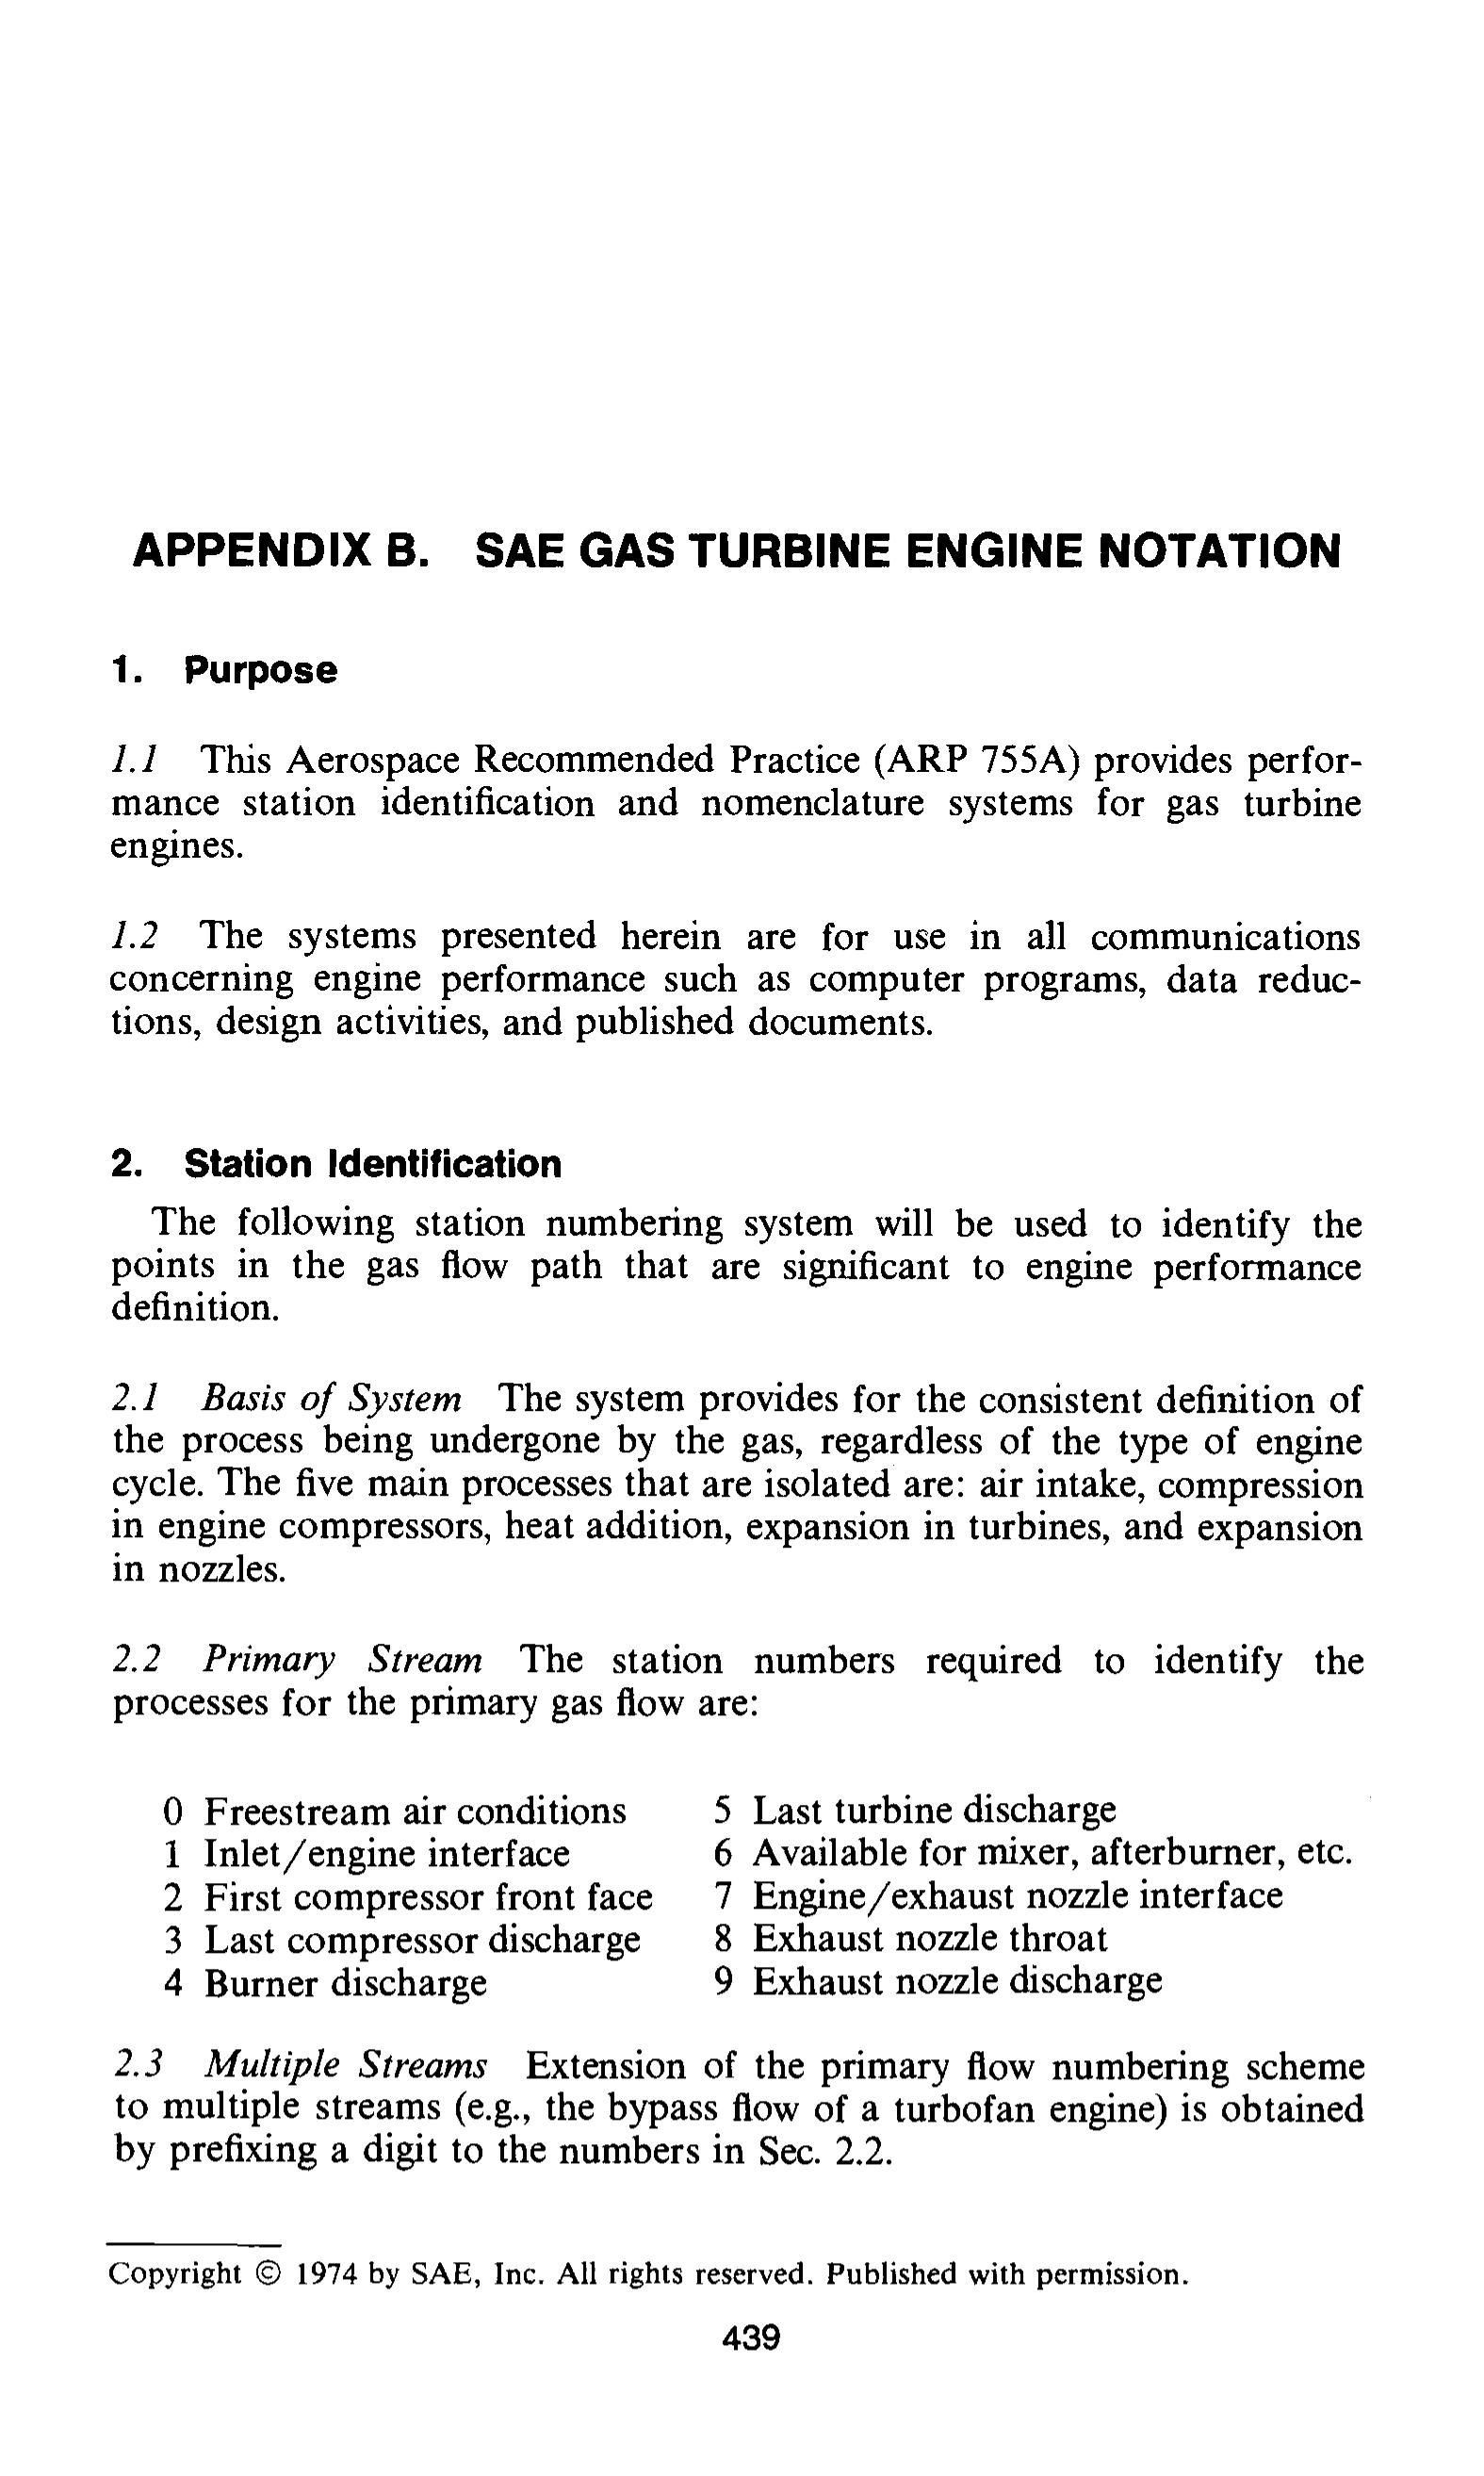 APPENDIX B. SAE GAS TURBINE ENGINE NOTATION
1. Purpose
1.1 This Aerospace Recommended Practice (ARP 755A) provides perfor-
mance station identification and nomenclature systems for gas turbine
engines.
1.2 The systems presented herein are for use in all communications
concerning engine performance such as computer programs, data reduc-
tions, design activities, and published documents.
2. Station Identification
The following station numbering system will be used to identify the
points in the gas flow path that are significant to engine performance
definition.
2.1 Basis of System The system provides for the consistent definition of
the process being undergone by the gas, regardless of the type of engine
cycle. The five main processes that are isolated are: air intake, compression
in engine compressors, heat addition, expansion in turbines, and expansion
in nozzles.
2.2 Primary Stream The station numbers required to identify the
processes for the primary gas flow are:
0 Freestream air conditions
1 Inlet/engine interface
2 First compressor front face
3 Last compressor discharge
4 Burner discharge
5 Last turbine discharge
6 Available for mixer, afterburner, etc.
7 Engine/exhaust nozzle interface
8 Exhaust nozzle throat
9 Exhaust nozzle discharge
2.3 Multiple Streams Extension of the primary flow numbering scheme
to multiple streams (e.g., the bypass flow of a turbofan engine) is obtained
by prefixing a digit to the numbers in Sec. 2.2.
Copyright © 1974 by SAE, Inc. All rights reserved. Published with permission.
439